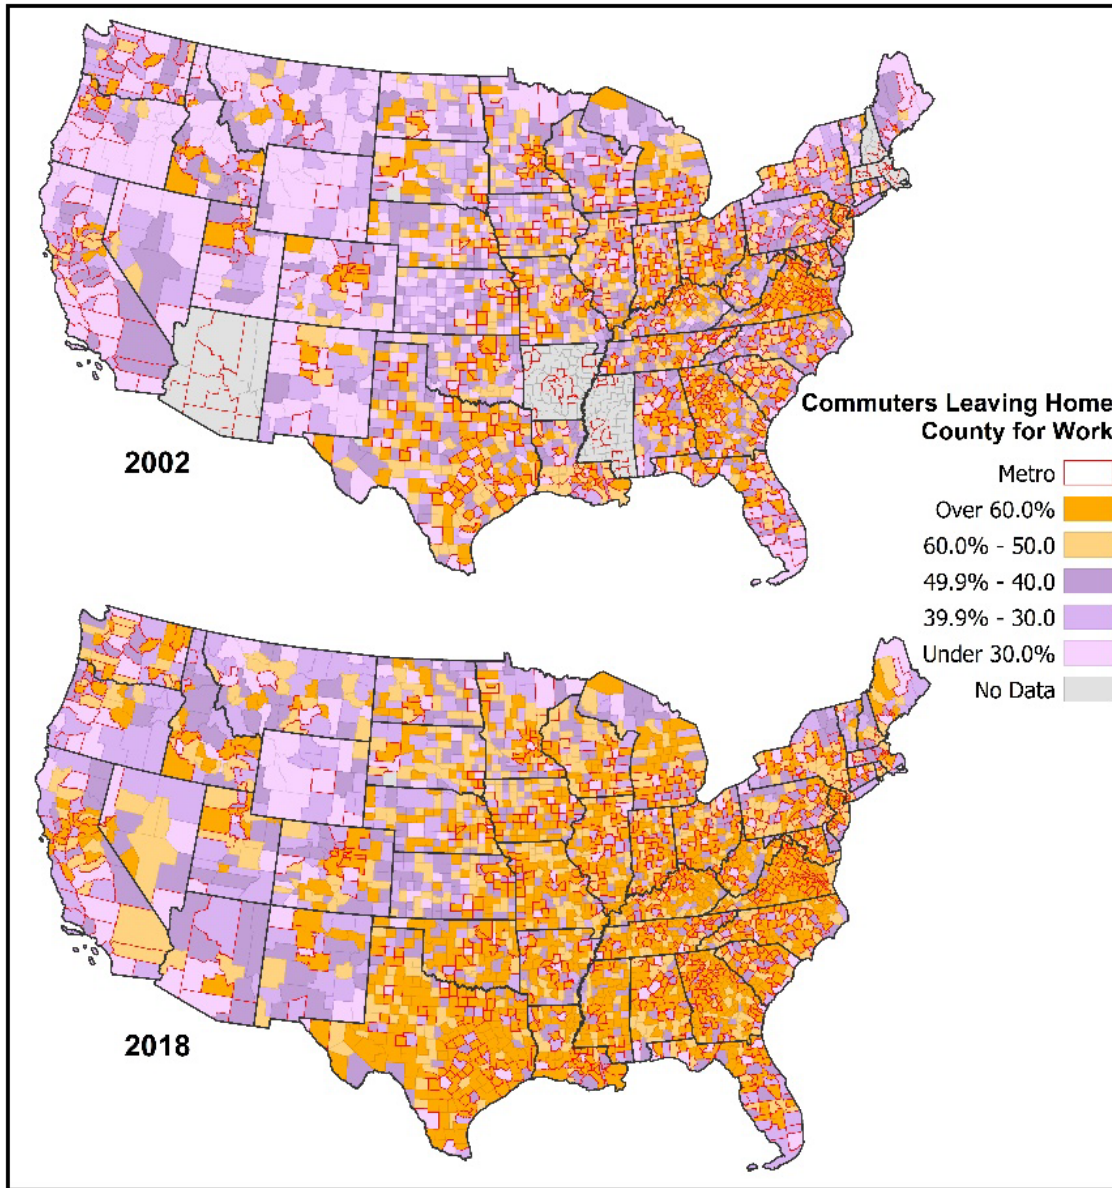 2002
Commuters Leaving Home
County for Work
Metro
Over 60.0%
60.0% - 50.0
49.9% - 40.0
39.9% - 30.0
Under 30.0%
No Data
2018